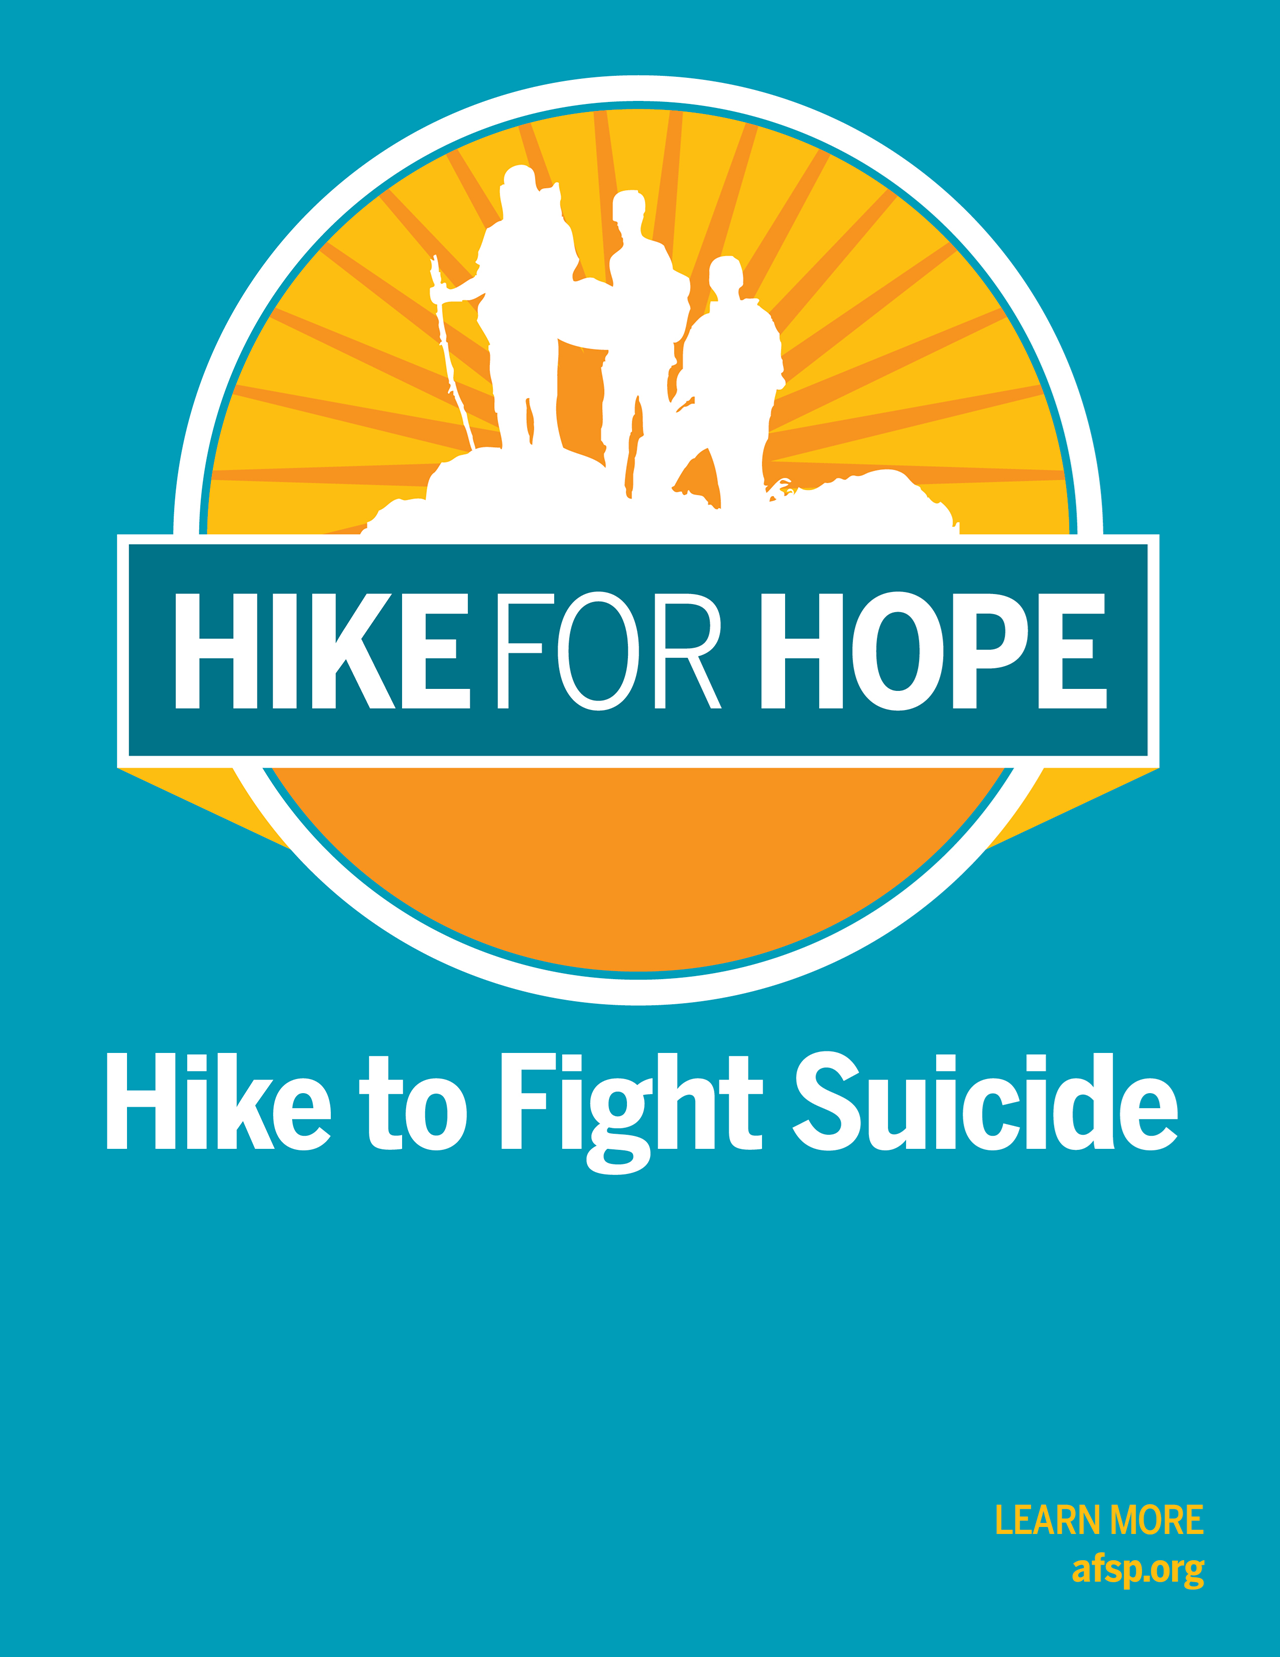 HIKE FOR HOPE
Hike to Fight Suicide
LEARN MORE
afsp.org